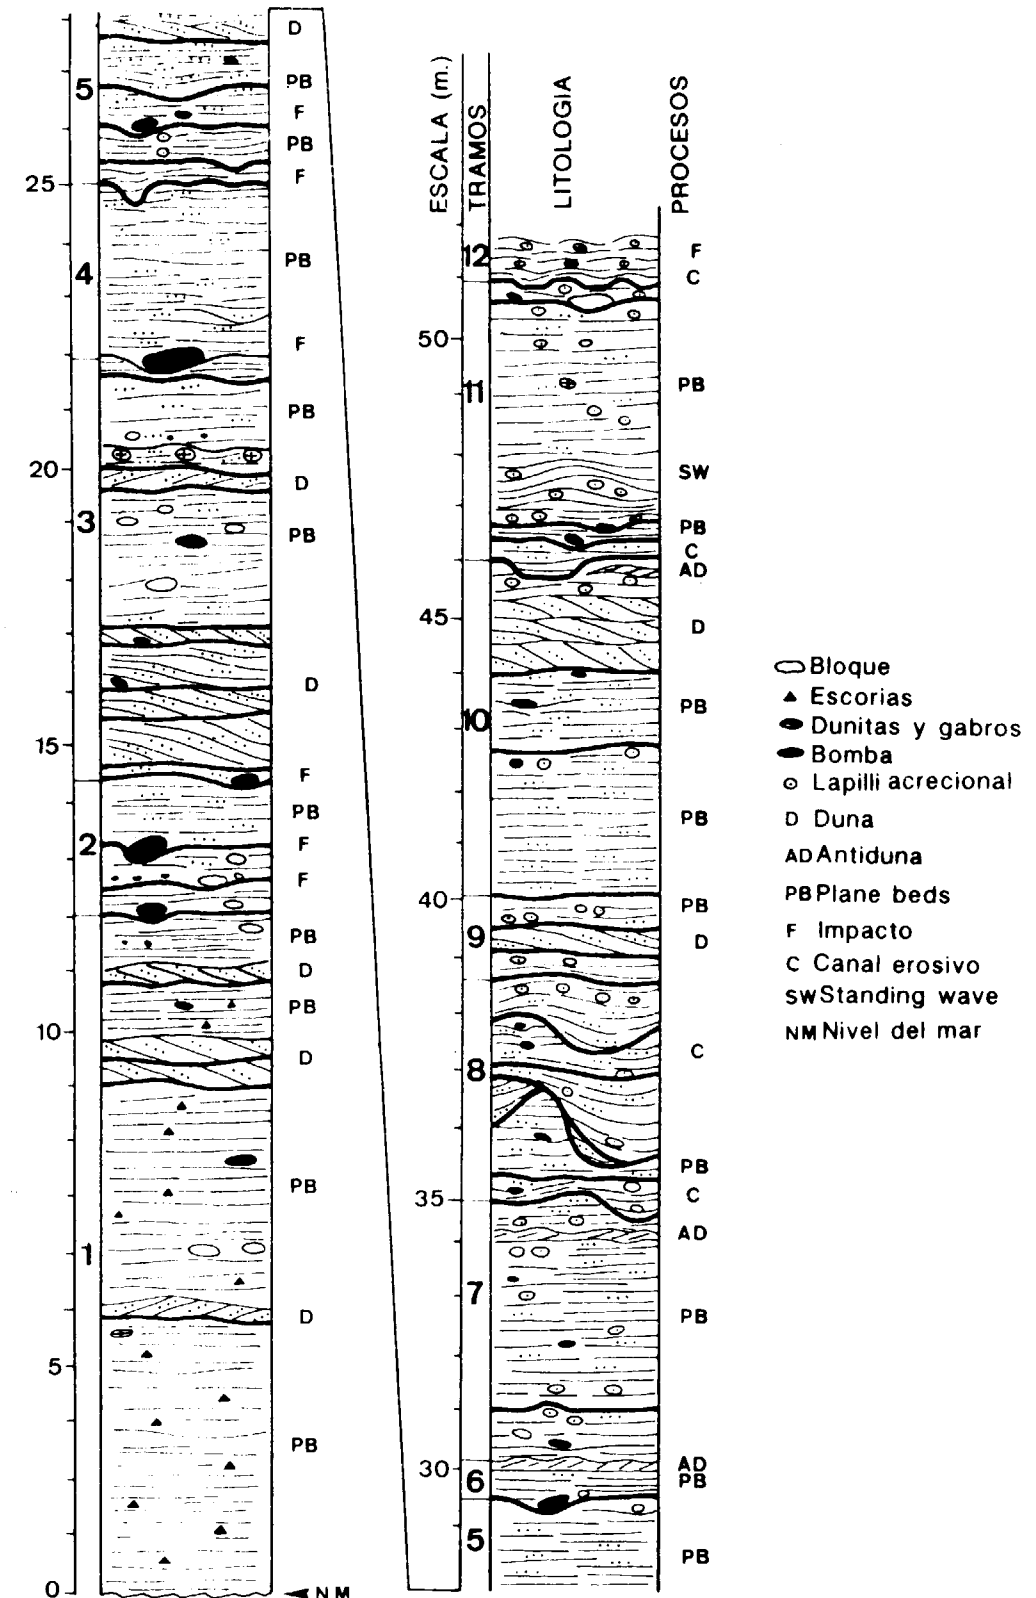 D
PB
5
F
PB
25
F
PB
4
F
PB
20
D
3
PB
D
15
F
PB
2
F
F
PB
D
PB
10
D
PB
1
D
5
PB
0
NM
ESCALA (m.)
TRAMOS
LITOLOGIA
PROCESOS
12
F
C
50
11
PB
SW
PB
C
AD
45
D
10
PB
PB
40
PB
9
D
C
8
PB
35
C
AD
7
PB
30
AD
6
PB
5
PB
Bloque
Escorias
Dunitas y gabros
Bomba
Lapilli acrecional
D Duna
AD Antiduna
PB Plane beds
F Impacto
C Canal erosivo
SW Standing wave
NM Nivel del mar